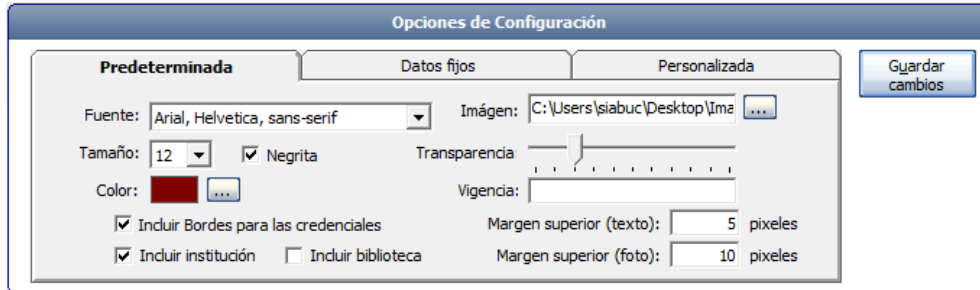 Opciones de Configuración
Predeterminada Datos fijos Personalizada
Guardar cambios
Fuente: Arial, Helvetica, sans-serif
Imágen: C:\Users\siabuc\Desktop\Ima ...
Tamaño: 12 Negrita
Transparencia
Color: ...
Vigencia:
Incluir Bordes para las credenciales
Margen superior (texto): 5 pixeles
Incluir institución Incluir biblioteca
Margen superior (foto): 10 pixeles